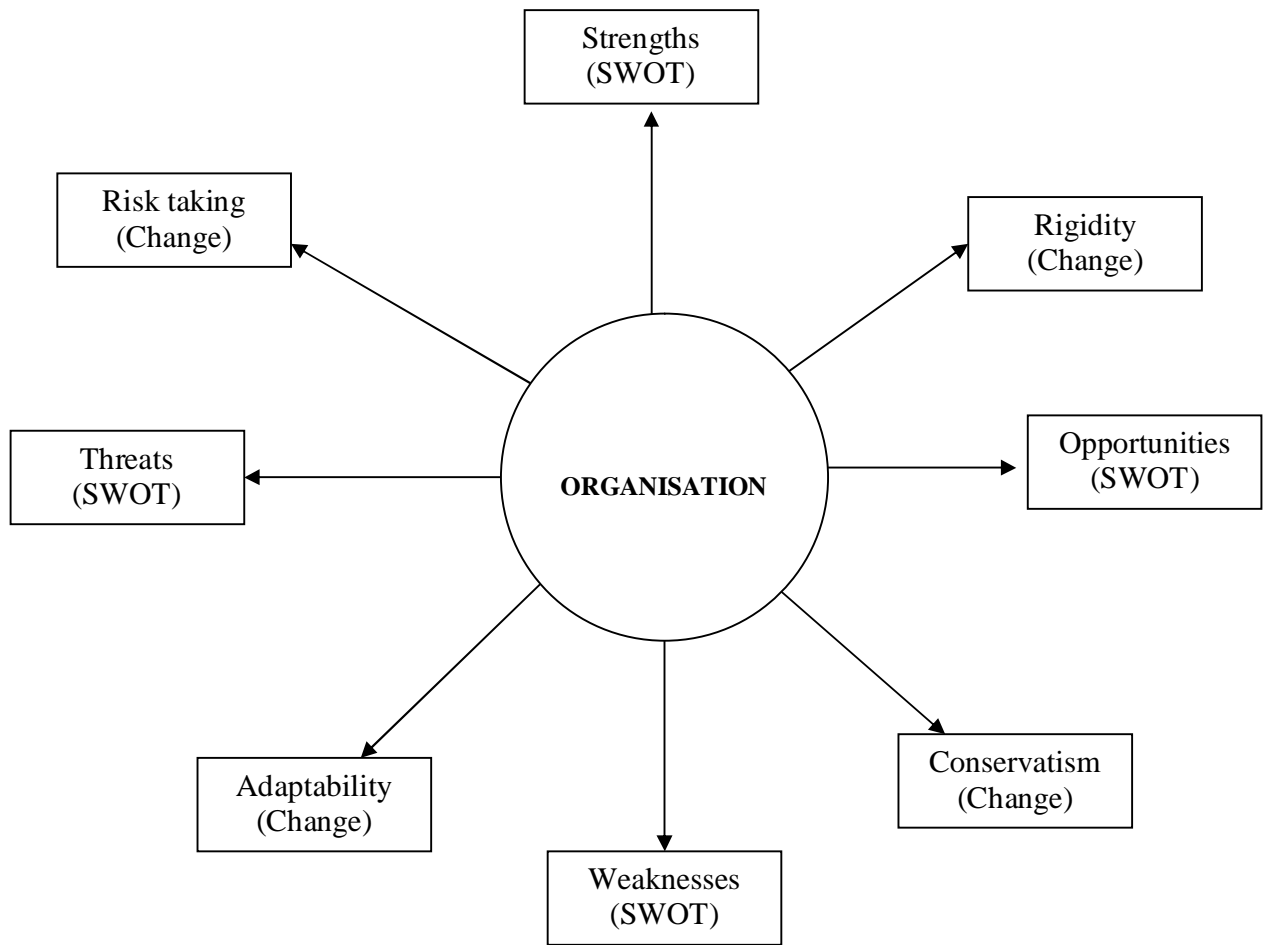 Strengths
(SWOT)
Risk taking
(Change)
Rigidity
(Change)
Threats
(SWOT)
ORGANISATION
Opportunities
(SWOT)
Adaptability
(Change)
Conservatism
(Change)
Weaknesses
(SWOT)